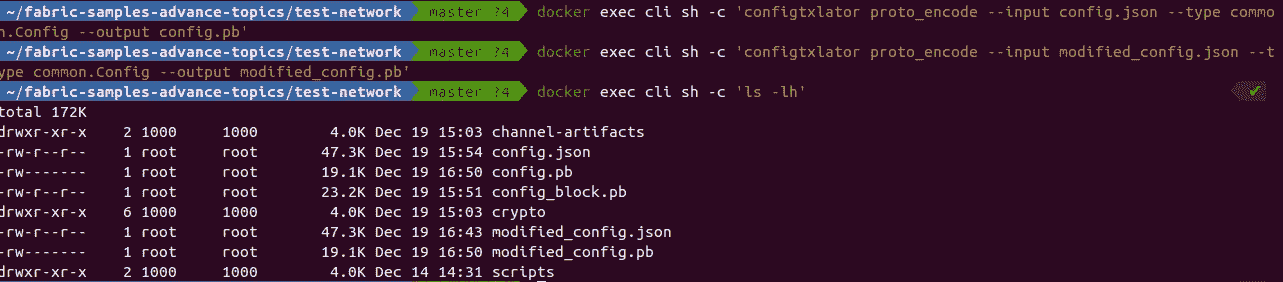 ~/fabric-samples-advance-topics/test-network master ?4 docker exec cli sh -c 'configtxlator proto_encode --input config.json --type commo
n.Config --output config.pb'
~/fabric-samples-advance-topics/test-network master ?4 docker exec cli sh -c 'configtxlator proto_encode --input modified_config.json --t
ype common.Config --output modified_config.pb'
~/fabric-samples-advance-topics/test-network master ?4 docker exec cli sh -c 'ls -lh' ✔
total 172K
drwxr-xr-x 2 1000 1000 4.0K Dec 19 15:03 channel-artifacts
-rw-r--r-- 1 root root 47.3K Dec 19 15:54 config.json
-rw------- 1 root root 19.1K Dec 19 16:50 config.pb
-rw-r--r-- 1 root root 23.2K Dec 19 15:51 config_block.pb
drwxr-xr-x 6 1000 1000 4.0K Dec 19 15:03 crypto
-rw-r--r-- 1 root root 47.3K Dec 19 16:43 modified_config.json
-rw------- 1 root root 19.1K Dec 19 16:50 modified_config.pb
drwxr-xr-x 2 1000 1000 4.0K Dec 14 14:31 scripts